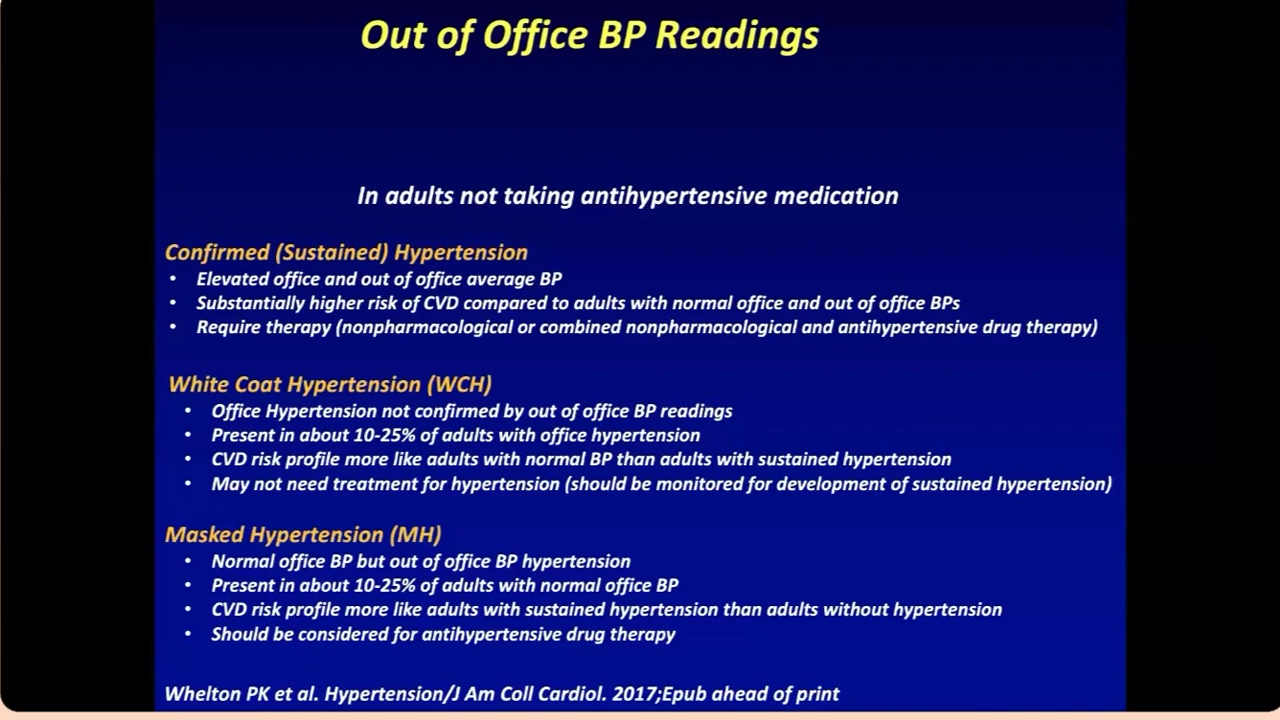 Out of Office BP Readings
In adults not taking antihypertensive medication
Confirmed (Sustained) Hypertension
• Elevated office and out of office average BP
• Substantially higher risk of CVD compared to adults with normal office and out of office BPs
• Require therapy (nonpharmacological or combined nonpharmacological and antihypertensive drug therapy)
White Coat Hypertension (WCH)
• Office Hypertension not confirmed by out of office BP readings
• Present in about 10-25% of adults with office hypertension
• CVD risk profile more like adults with normal BP than adults with sustained hypertension
• May not need treatment for hypertension (should be monitored for development of sustained hypertension)
Masked Hypertension (MH)
• Normal office BP but out of office BP hypertension
• Present in about 10-25% of adults with normal office BP
• CVD risk profile more like adults with sustained hypertension than adults without hypertension
• Should be considered for antihypertensive drug therapy
Whelton PK et al. Hypertension/J Am Coll Cardiol. 2017;Epub ahead of print